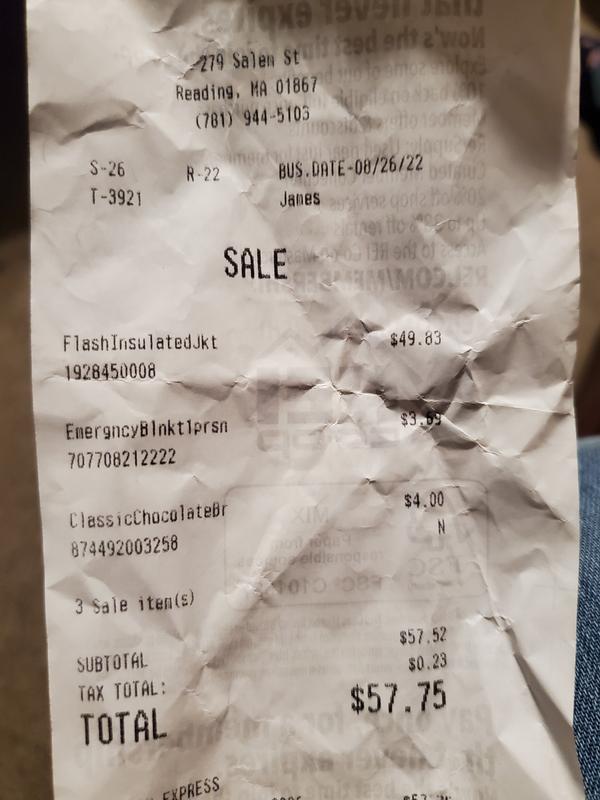 279 Salem St
Reading, MA 01867
(781) 944-5103
S-26 R-22 BUS.DATE-08/26/22
T-3921 James
SALE
FlashInsulatedJkt $49.83
1928450008
EmergncyBlnkt1prsn $3.69
707708212222
ClassicChocolateBr $4.00
874492003258 N
3 Sale item(s)
SUBTOTAL $57.52
TAX TOTAL: $0.23
TOTAL $57.75
EXPRESS